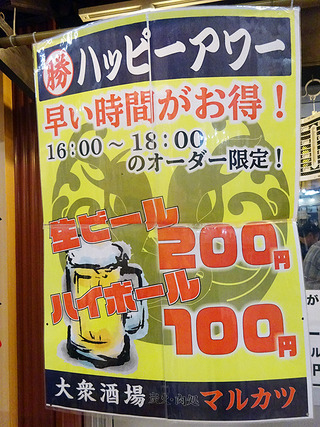 勝 ハッピーアワー
早い時間がお得！
16:00～18:00
のオーダー限定！
生ビール
200円
ハイボール
100円
大衆酒場 マルカツ